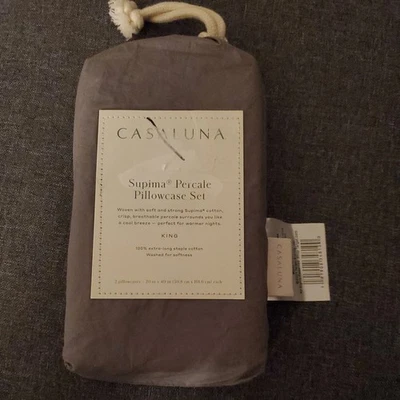 CASALUNA
Supima® Percale
Pillowcase Set
Woven with soft and strong Supima® cotton,
crisp, breathable percale surrounds you like
a cool breeze — perfect for warmer nights.
KING
100% extra-long staple cotton
Washed for softness